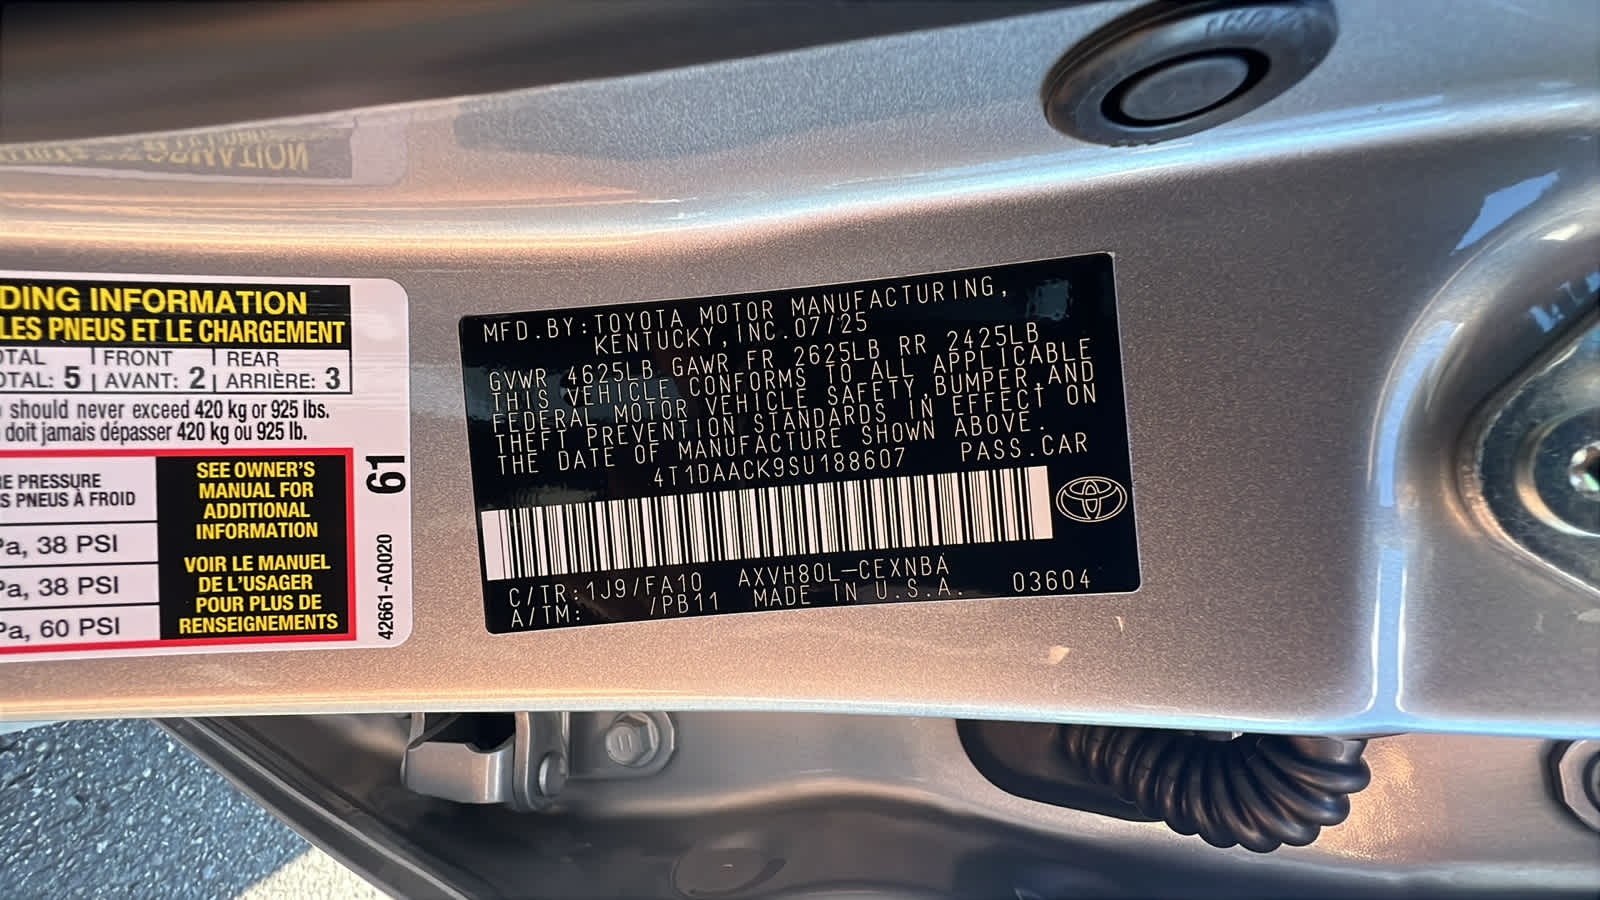 DING INFORMATION
LES PNEUS ET LE CHARGEMENT
FRONT REAR
5 AVANT: 2 ARRIÈRE: 3
should never exceed 420 kg or 925 lbs.
doit jamais dépasser 420 kg ou 925 lb.
PRESSURE
PNEUS À FROID
38 PSI
38 PSI
60 PSI
SEE OWNER'S
MANUAL FOR
ADDITIONAL
INFORMATION
VOIR LE MANUEL
DE L'USAGER
POUR PLUS DE
RENSEIGNEMENTS
61
42661-AQ020
MFD.BY:TOYOTA MOTOR MANUFACTURING,
KENTUCKY,INC.07/25
GVWR 4625LB GAWR FR 2625LB RR 2425LB
THIS VEHICLE CONFORMS TO ALL APPLICABLE
FEDERAL MOTOR VEHICLE SAFETY,BUMPER,AND
THEFT PREVENTION STANDARDS IN EFFECT ON
THE DATE OF MANUFACTURE SHOWN ABOVE.
4T1DAACK9SU188607 PASS.CAR
C/TR:1J9/FA10 AXVH80L-CEXNBA
A/TM: /PB11 MADE IN U.S.A. 03604